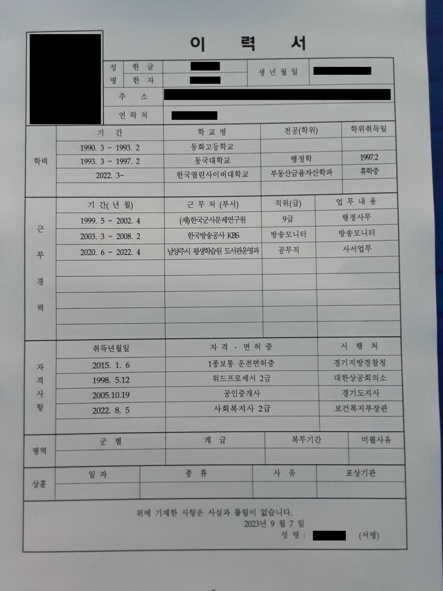 이 력 서
성 명 한 글
한 자
생년월일
주 소
연락처
학력
기 간 학교명 전공(학위) 학위취득일
1990. 3 - 1993. 2 동화고등학교
1993. 3 - 1997. 2 동국대학교 행정학 1997.2
2022. 3- 한국열린사이버대학교 부동산금융자산학과 휴학중
근 무 경 력
기 간(년 월) 근 무 처 (부서) 직위(급) 업 무 내 용
1999. 5 - 2002. 4 (재)한국군사문제연구원 9급 행정사무
2003. 3 - 2008. 2 한국방송공사 KBS 방송모니터 방송모니터
2020. 6 - 2022. 4 남양주시 평생학습원 도서관운영과 공무직 사서업무
자 격 사 항
취득년월일 자 격 · 면 허 증 시 행 처
2015. 1. 6 1종보통 운전면허증 경기지방경찰청
1998. 5.12 워드프로세서 2급 대한상공회의소
2005.10.19 공인중개사 경기도지사
2022. 8. 5 사회복지사 2급 보건복지부장관
병역
군 별 계 급 복무기간 미필사유
상훈
일 자 종 류 사 유 포상기관
위에 기재한 사항은 사실과 틀림이 없습니다.
2023년 9 월 7 일
성 명 : (서명)